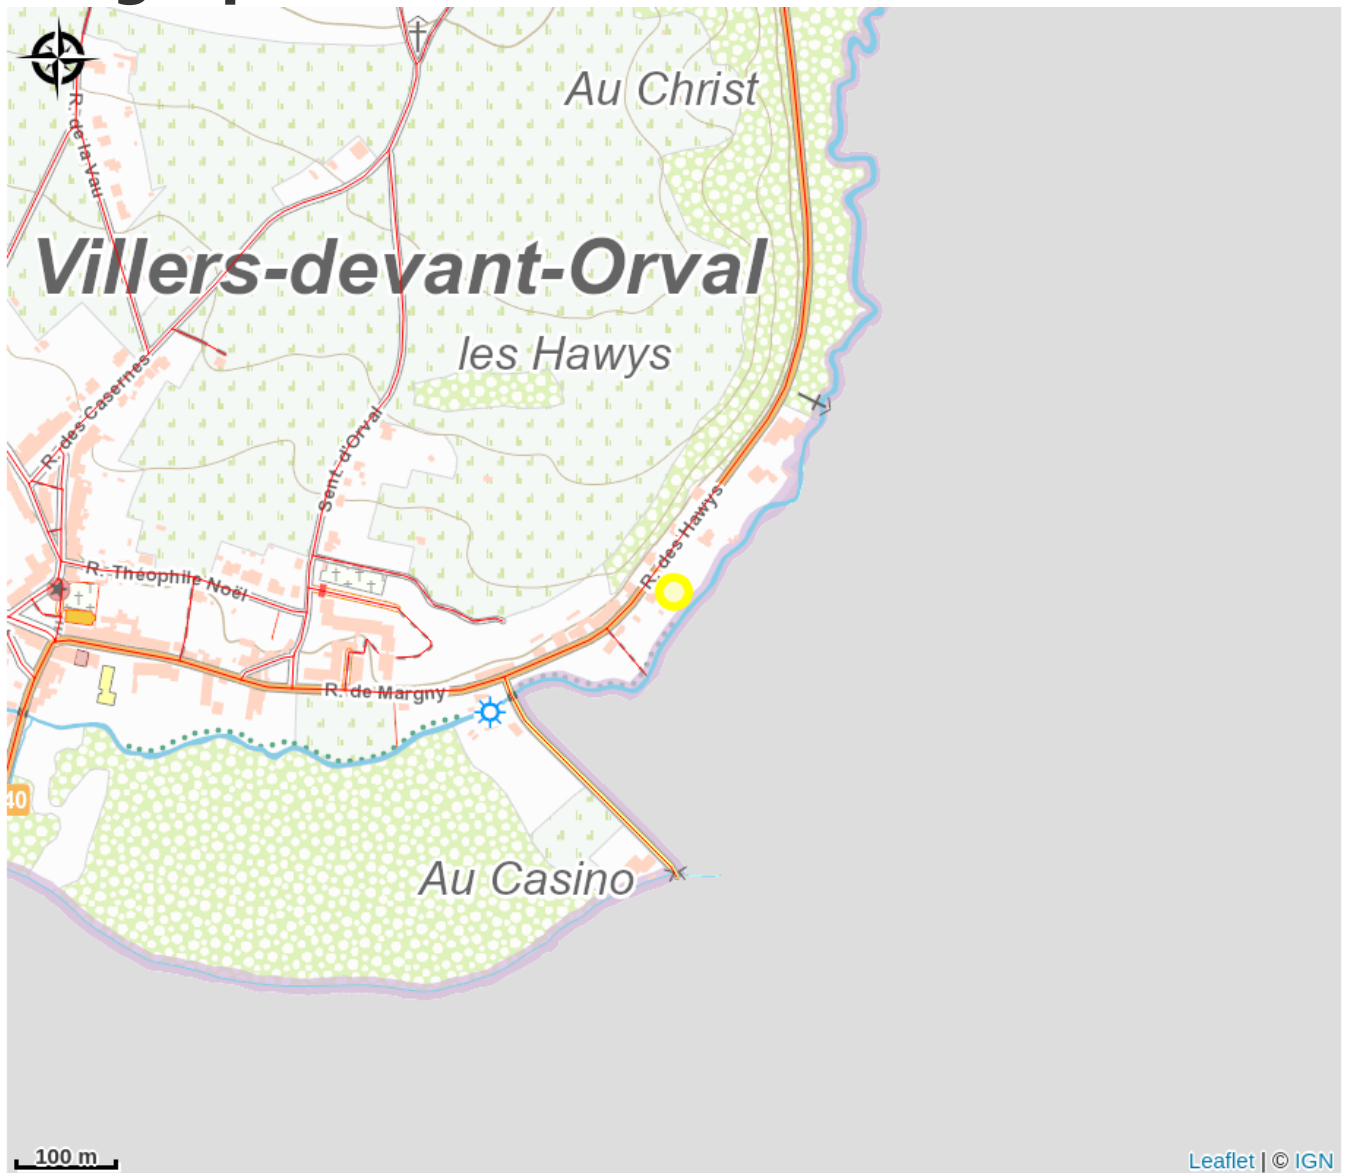 Au Christ
R. de la Vau
Villers-devant-Orval
les Hawys
R. des Casernes
Sent. d'Orval
R. des Hawys
R. Théophile Noël
R. de Margny
40
Au Casino
100 m
Leaflet | © IGN